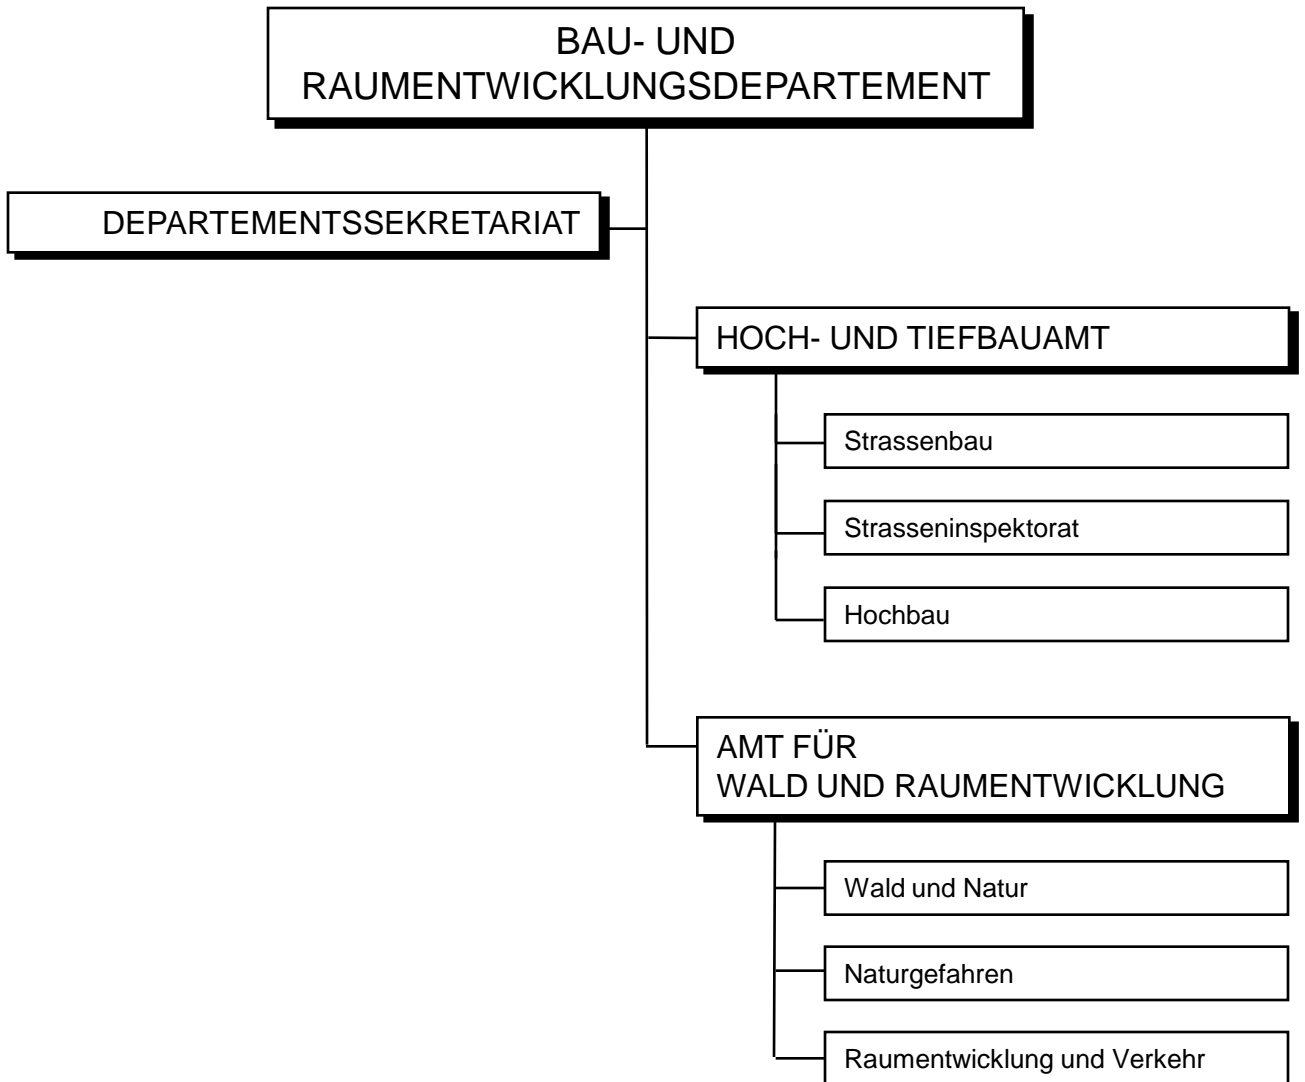 BAU- UND
RAUMENTWICKLUNGSDEPARTEMENT
DEPARTEMENTSSEKRETARIAT
HOCH- UND TIEFBAUAMT
Strassenbau
Strasseninspektorat
Hochbau
AMT FÜR
WALD UND RAUMENTWICKLUNG
Wald und Natur
Naturgefahren
Raumentwicklung und Verkehr